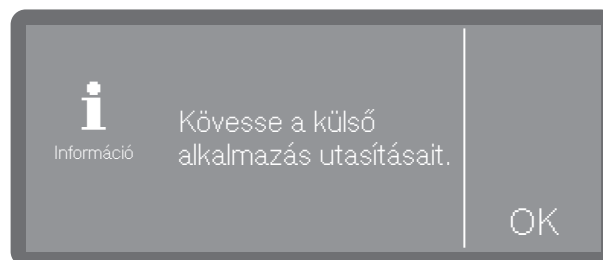 Információ
Kövesse a külső
alkalmazás utasításait.
OK